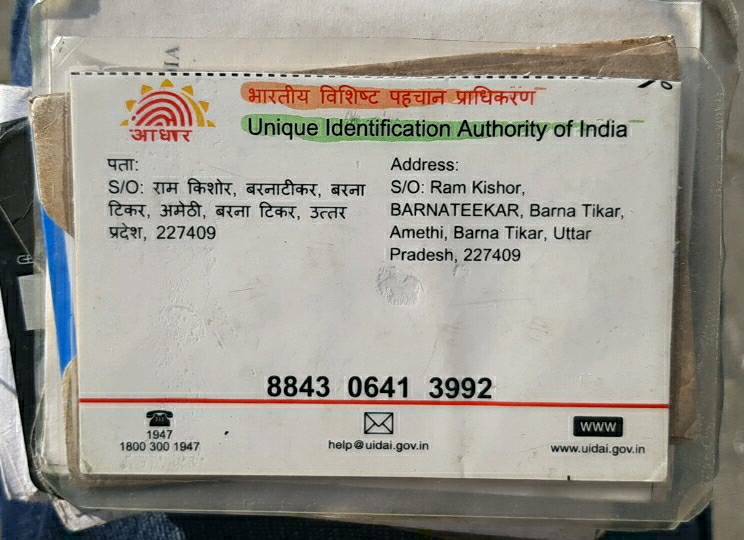 भारतीय विशिष्ट पहचान प्राधिकरण
Unique Identification Authority of India
आधार
पता:
S/O: राम किशोर, बरनाटीकर, बरना
टिकर, अमेठी, बरना टिकर, उत्तर
प्रदेश, 227409
Address:
S/O: Ram Kishor,
BARNATEEKAR, Barna Tikar,
Amethi, Barna Tikar, Uttar
Pradesh, 227409
8843 0641 3992
1947
1800 300 1947
help@uidai.gov.in
WWW
www.uidai.gov.in